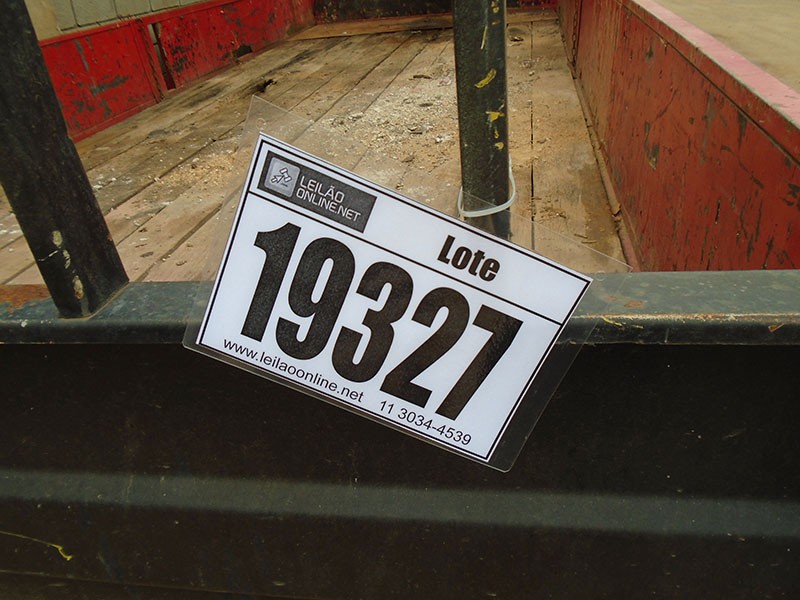 LEILÃO
ONLINE.NET
Lote
19327
www.leilaoonline.net 11 3034-4539